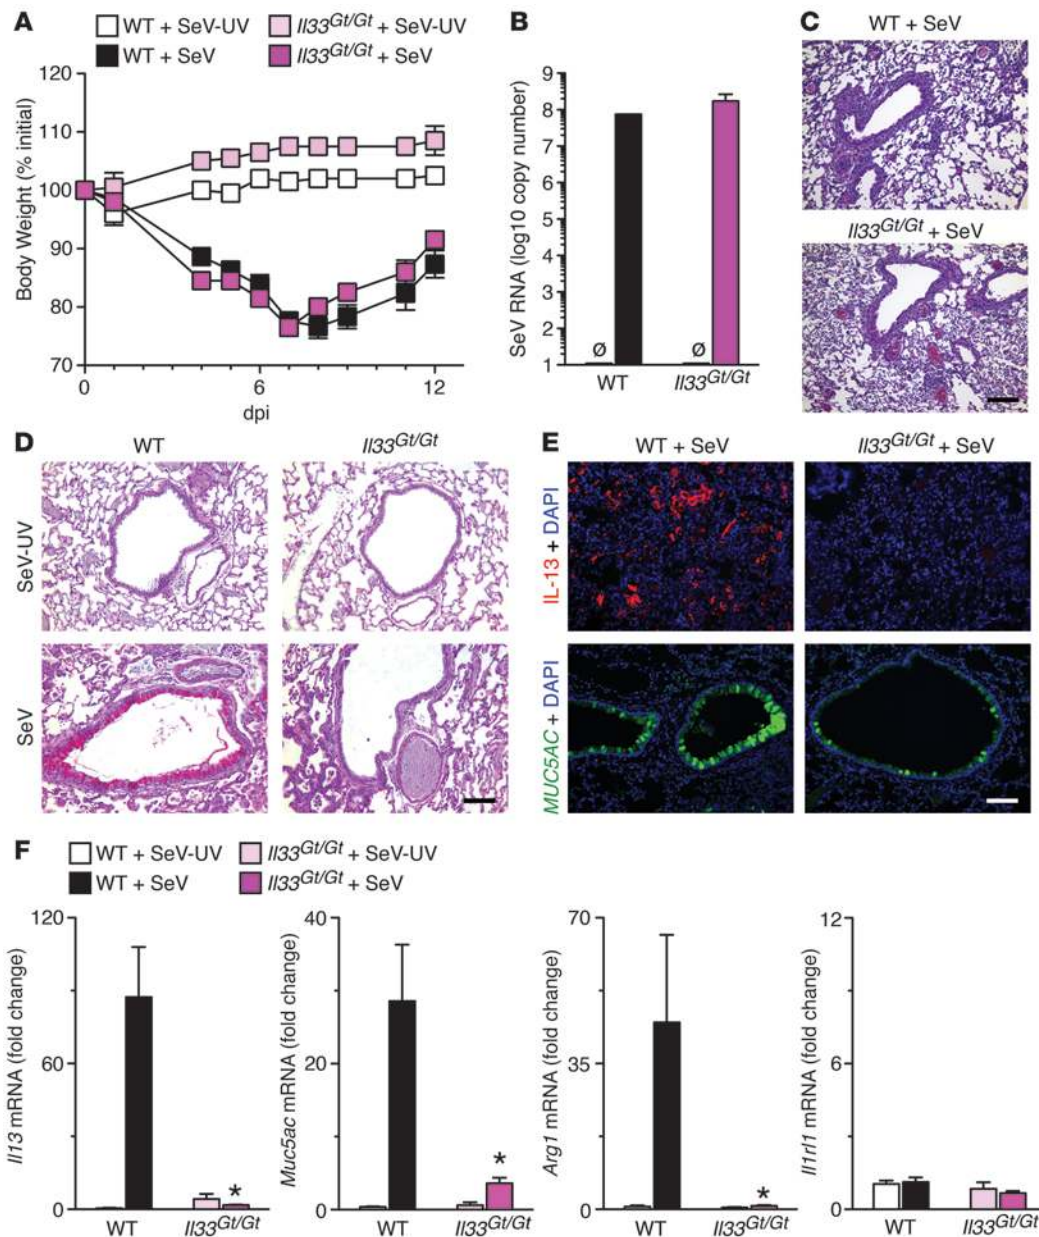 A
WT + SeV-UV Il33Gt/Gt + SeV-UV
WT + SeV Il33Gt/Gt + SeV
Body Weight (% initial)
120
110
100
90
80
70
0 6 12
dpi
B
SeV RNA (log10 copy number)
9
8
7
6
5
4
3
2
1
Ø Ø
WT Il33Gt/Gt
C
WT + SeV
Il33Gt/Gt + SeV
D
WT Il33Gt/Gt
SeV-UV
SeV
E
WT + SeV Il33Gt/Gt + SeV
IL-13 + DAPI
MUC5AC + DAPI
F
WT + SeV-UV Il33Gt/Gt + SeV-UV
WT + SeV Il33Gt/Gt + SeV
Il13 mRNA (fold change)
120
60
0
*
WT Il33Gt/Gt
Muc5ac mRNA (fold change)
40
20
0
*
WT Il33Gt/Gt
Arg1 mRNA (fold change)
70
35
0
*
WT Il33Gt/Gt
Il1rl1 mRNA (fold change)
12
6
0
WT Il33Gt/Gt